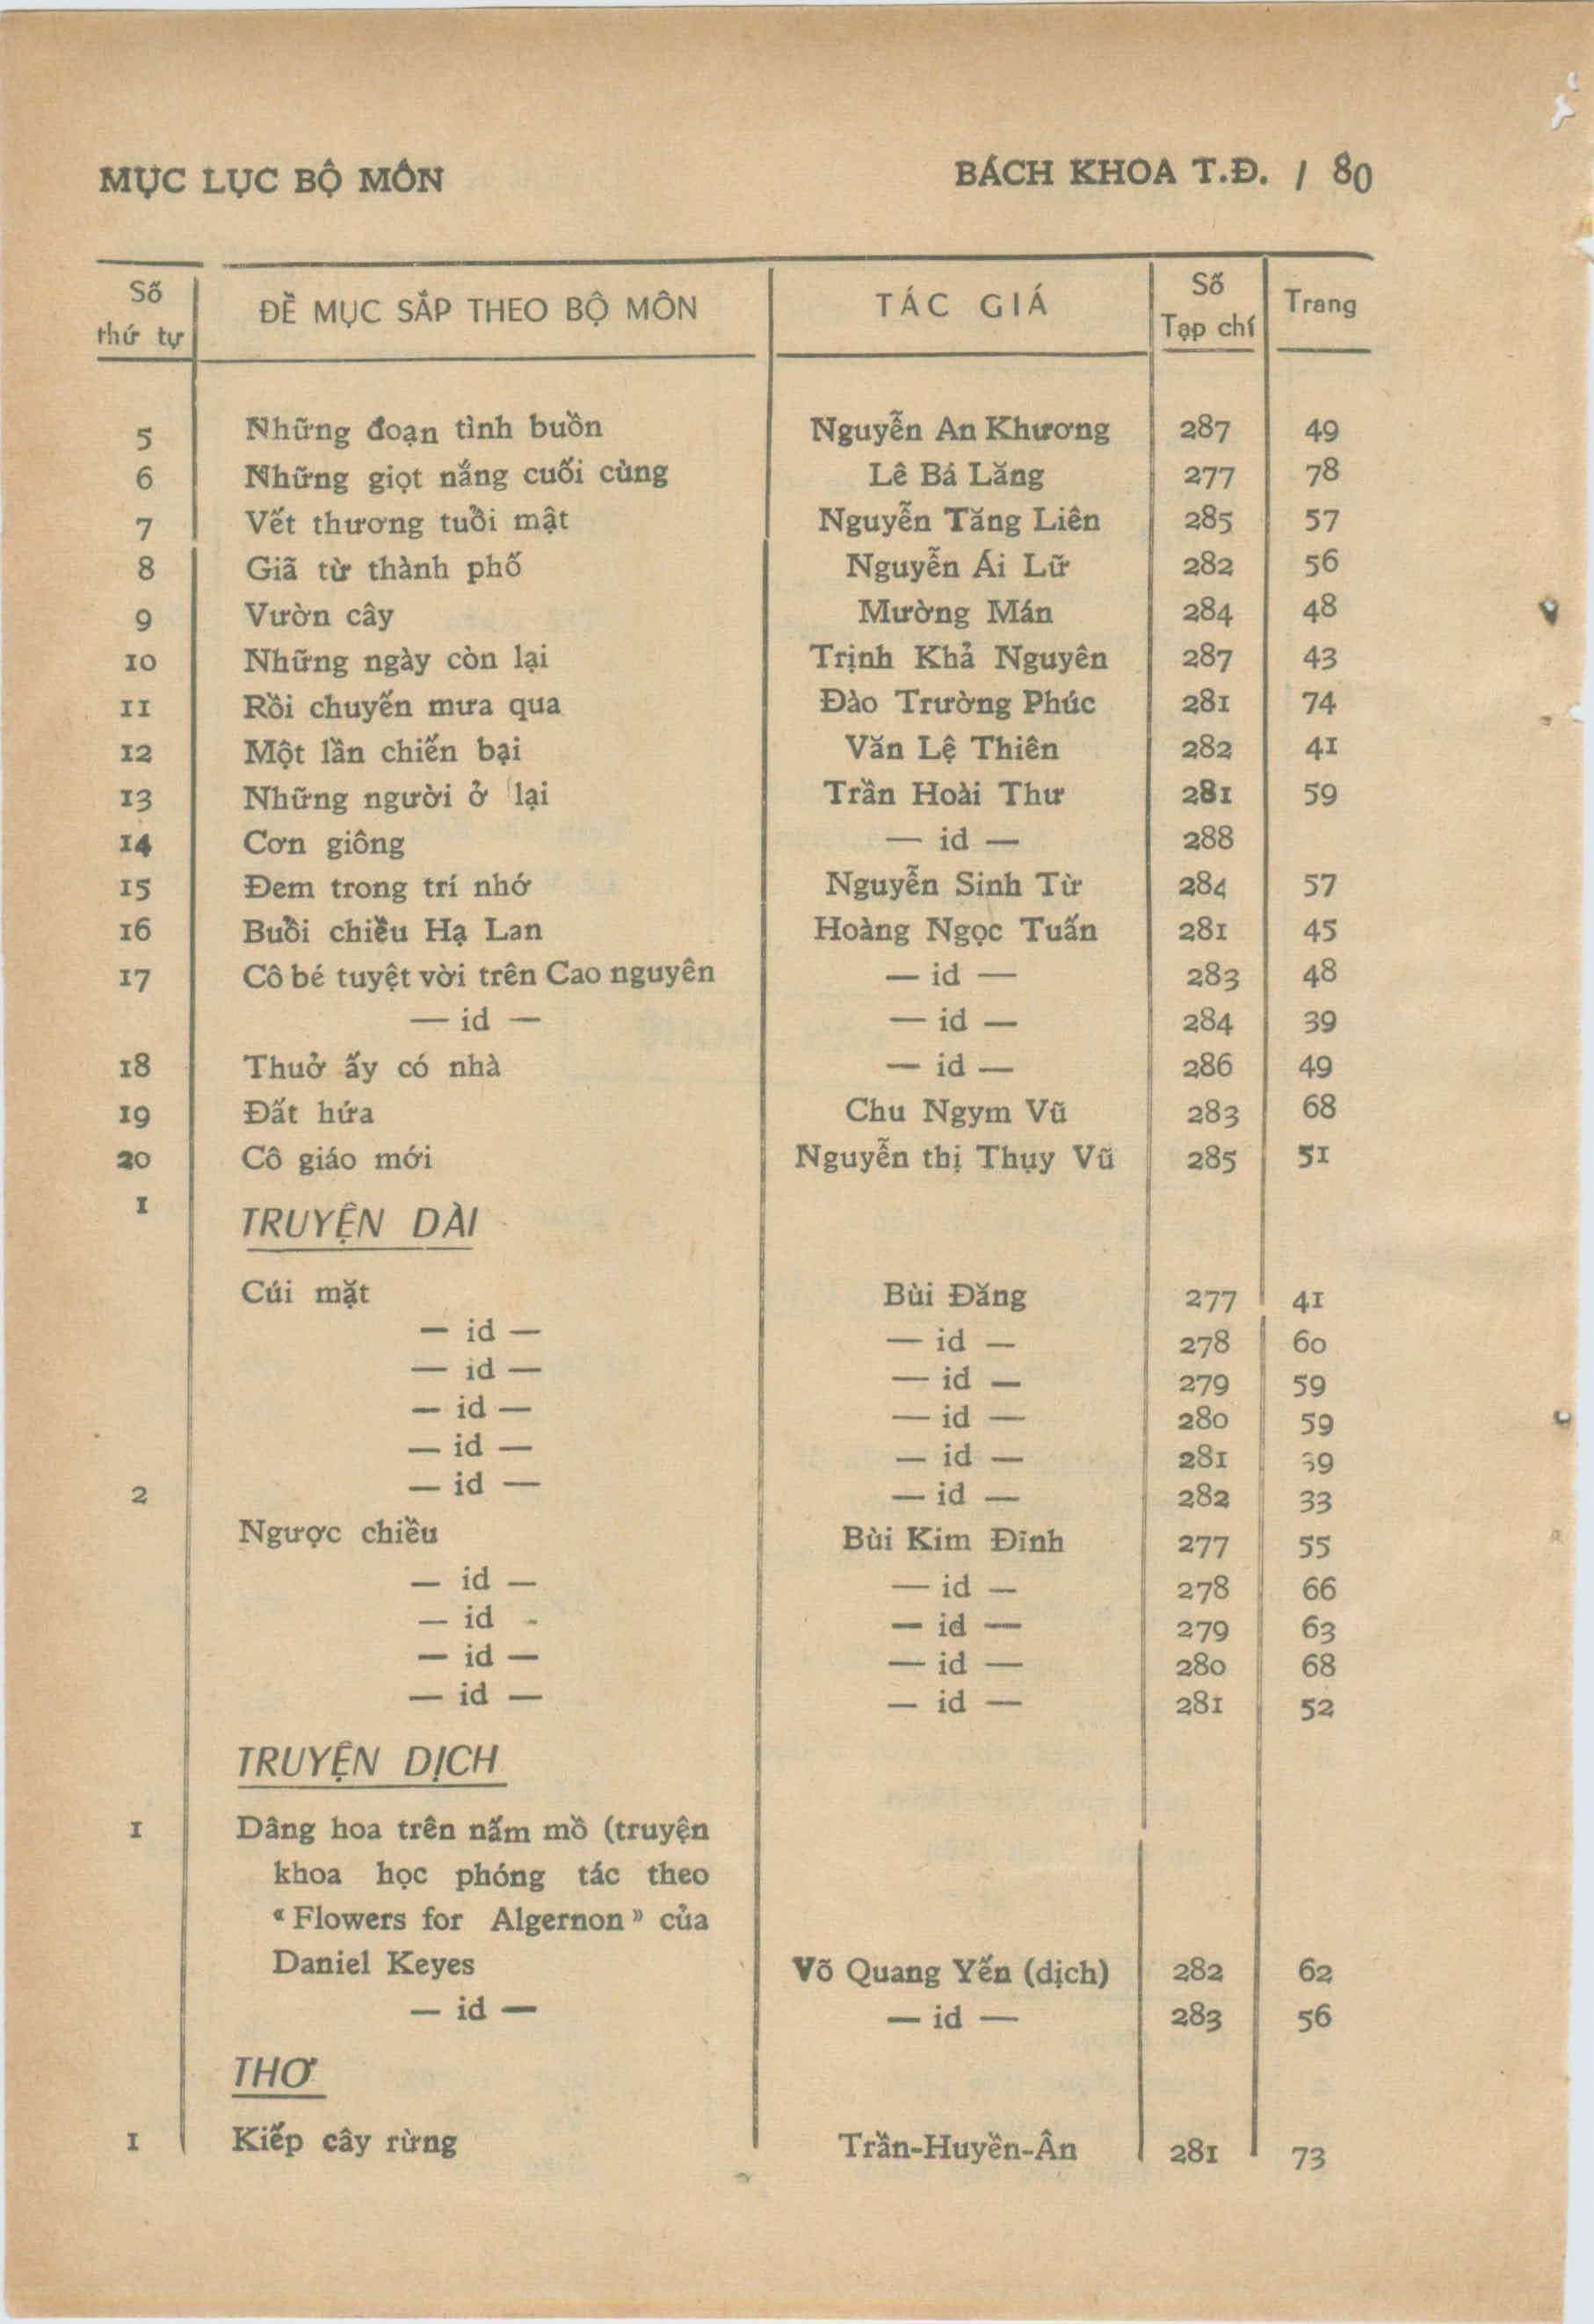 MỤC LỤC BỘ MÔN BÁCH KHOA T.Đ. / 80
Số thứ tự ĐỀ MỤC SẮP THEO BỘ MÔN TÁC GIÁ Số Tạp chí Trang
5 Những đoạn tình buồn Nguyễn An Khương 287 49
6 Những giọt nắng cuối cùng Lê Bá Lăng 277 78
7 Vết thương tuổi mật Nguyễn Tăng Liên 285 57
8 Giã từ thành phố Nguyễn Ái Lữ 282 56
9 Vườn cây Mường Mán 284 48
10 Những ngày còn lại Trịnh Khả Nguyên 287 43
11 Rồi chuyến mưa qua Đào Trường Phúc 281 74
12 Một lần chiến bại Văn Lệ Thiên 282 41
13 Những người ở lại Trần Hoài Thư 281 59
14 Cơn giông — id — 288
15 Đem trong trí nhớ Nguyễn Sinh Từ 284 57
16 Buổi chiều Hạ Lan Hoàng Ngọc Tuấn 281 45
17 Cô bé tuyệt vời trên Cao nguyên — id — 283 48
— id — — id — 284 39
18 Thuở ấy có nhà — id — 286 49
19 Đất hứa Chu Ngym Vũ 283 68
20 Cô giáo mới Nguyễn thị Thụy Vũ 285 51
1 TRUYỆN DÀI
Cúi mặt Bùi Đăng 277 41
— id — — id — 278 60
— id — — id — 279 59
— id — — id — 280 59
— id — — id — 281 39
2 — id — — id — 282 33
Ngược chiều Bùi Kim Đĩnh 277 55
— id — — id — 278 66
— id - — id — 279 63
— id — — id — 280 68
— id — — id — 281 52
TRUYỆN DỊCH
1 Dâng hoa trên nấm mồ (truyện
khoa học phóng tác theo
« Flowers for Algernon » của
Daniel Keyes Võ Quang Yến (dịch) 282 62
— id — — id — 283 56
THƠ
1 Kiếp cây rừng Trần-Huyền-Ân 281 73